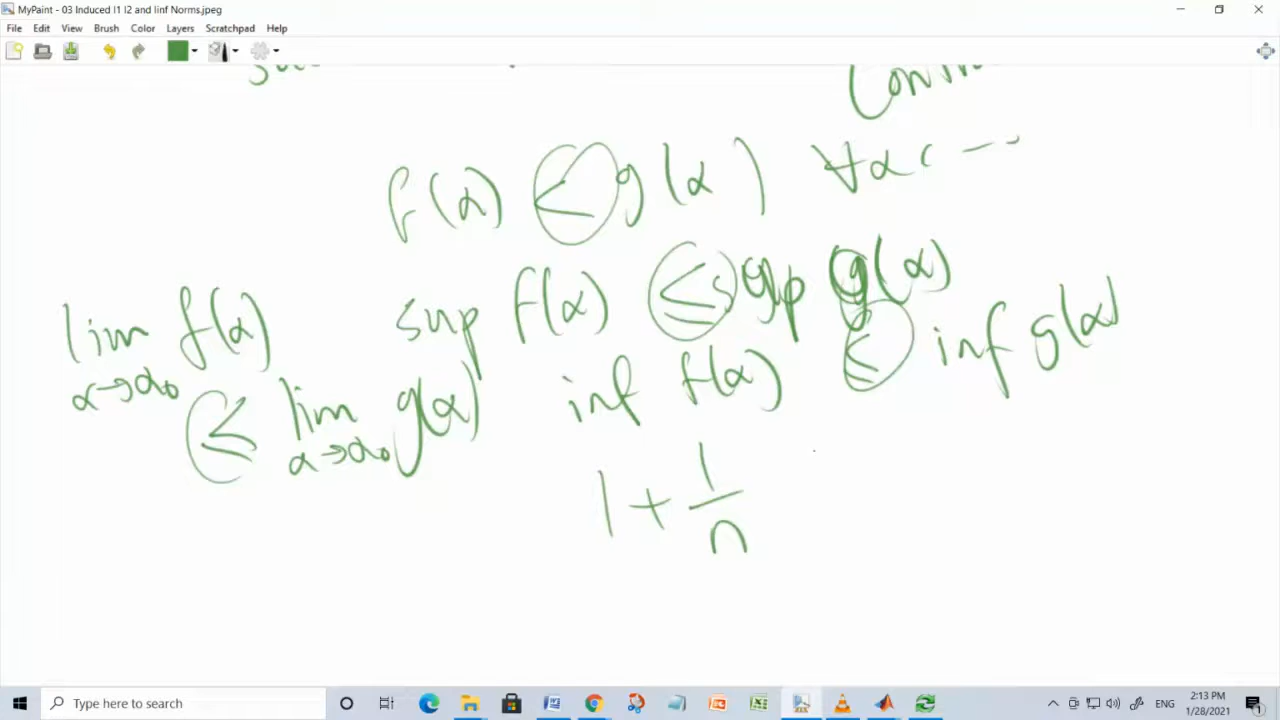 MyPaint - 03 Induced l1 l2 and linf Norms.jpeg
File Edit View Brush Color Layers Scratchpad Help
f(α) < g(α) ∀α
sup f(α) ≤ sup g(α)
inf f(α) ≤ inf g(α)
lim f(α)
α→α₀
≤ lim g(α)
α→α₀
1 + 1/n
Type here to search
ENG
2:13 PM
1/28/2021